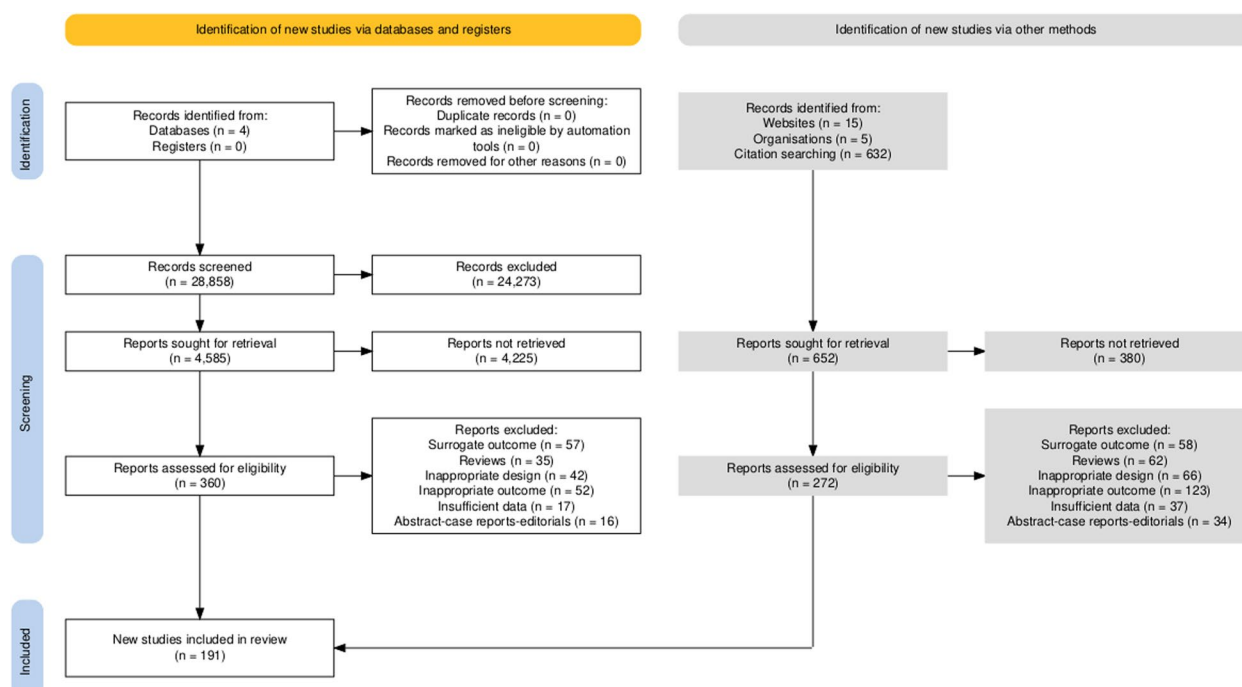 Identification of new studies via databases and registers
Identification of new studies via other methods
Identification
Records identified from:
Databases (n = 4)
Registers (n = 0)
Records removed before screening:
Duplicate records (n = 0)
Records marked as ineligible by automation
tools (n = 0)
Records removed for other reasons (n = 0)
Records identified from:
Websites (n = 15)
Organisations (n = 5)
Citation searching (n = 632)
Screening
Records screened
(n = 28,858)
Records excluded
(n = 24,273)
Reports sought for retrieval
(n = 4,585)
Reports not retrieved
(n = 4,225)
Reports sought for retrieval
(n = 652)
Reports not retrieved
(n = 380)
Reports assessed for eligibility
(n = 360)
Reports excluded:
Surrogate outcome (n = 57)
Reviews (n = 35)
Inappropriate design (n = 42)
Inappropriate outcome (n = 52)
Insufficient data (n = 17)
Abstract-case reports-editorials (n = 16)
Reports assessed for eligibility
(n = 272)
Reports excluded:
Surrogate outcome (n = 58)
Reviews (n = 62)
Inappropriate design (n = 66)
Inappropriate outcome (n = 123)
Insufficient data (n = 37)
Abstract-case reports-editorials (n = 34)
Included
New studies included in review
(n = 191)